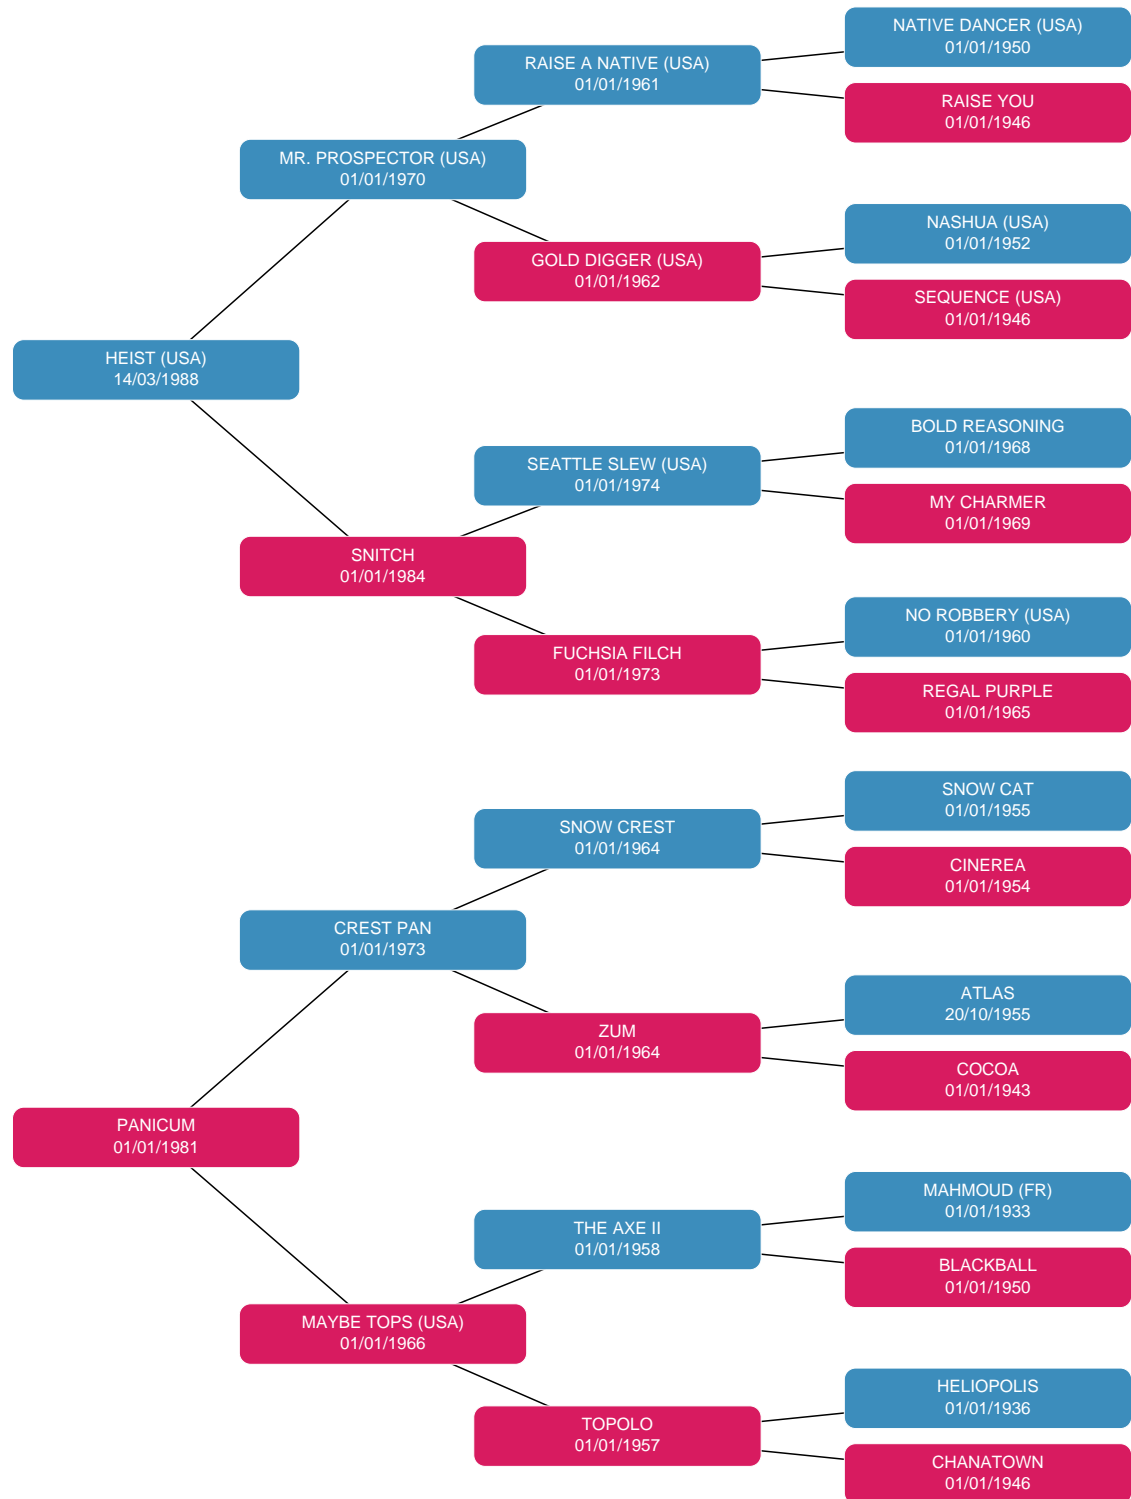 NATIVE DANCER (USA)
01/01/1950
RAISE A NATIVE (USA)
01/01/1961
RAISE YOU
01/01/1946
MR. PROSPECTOR (USA)
01/01/1970
NASHUA (USA)
01/01/1952
GOLD DIGGER (USA)
01/01/1962
SEQUENCE (USA)
01/01/1946
HEIST (USA)
14/03/1988
BOLD REASONING
01/01/1968
SEATTLE SLEW (USA)
01/01/1974
MY CHARMER
01/01/1969
SNITCH
01/01/1984
NO ROBBERY (USA)
01/01/1960
FUCHSIA FILCH
01/01/1973
REGAL PURPLE
01/01/1965
SNOW CAT
01/01/1955
SNOW CREST
01/01/1964
CINEREA
01/01/1954
CREST PAN
01/01/1973
ATLAS
20/10/1955
ZUM
01/01/1964
COCOA
01/01/1943
PANICUM
01/01/1981
MAHMOUD (FR)
01/01/1933
THE AXE II
01/01/1958
BLACKBALL
01/01/1950
MAYBE TOPS (USA)
01/01/1966
HELIOPOLIS
01/01/1936
TOPOLO
01/01/1957
CHANATOWN
01/01/1946